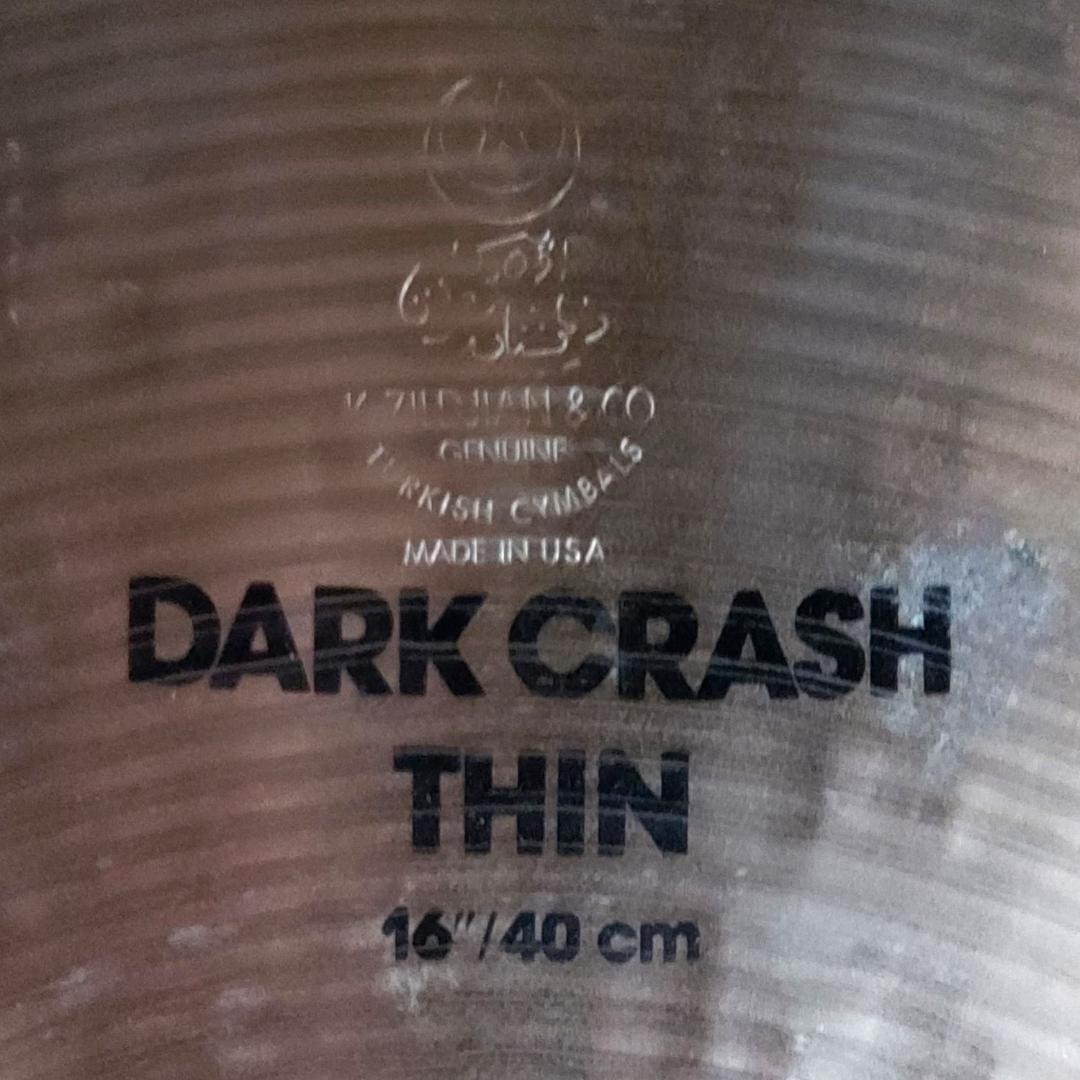 K ZILDJIAN & CO
GENUINE
TURKISH CYMBALS
MADE IN USA
DARK CRASH
THIN
16"/40 cm